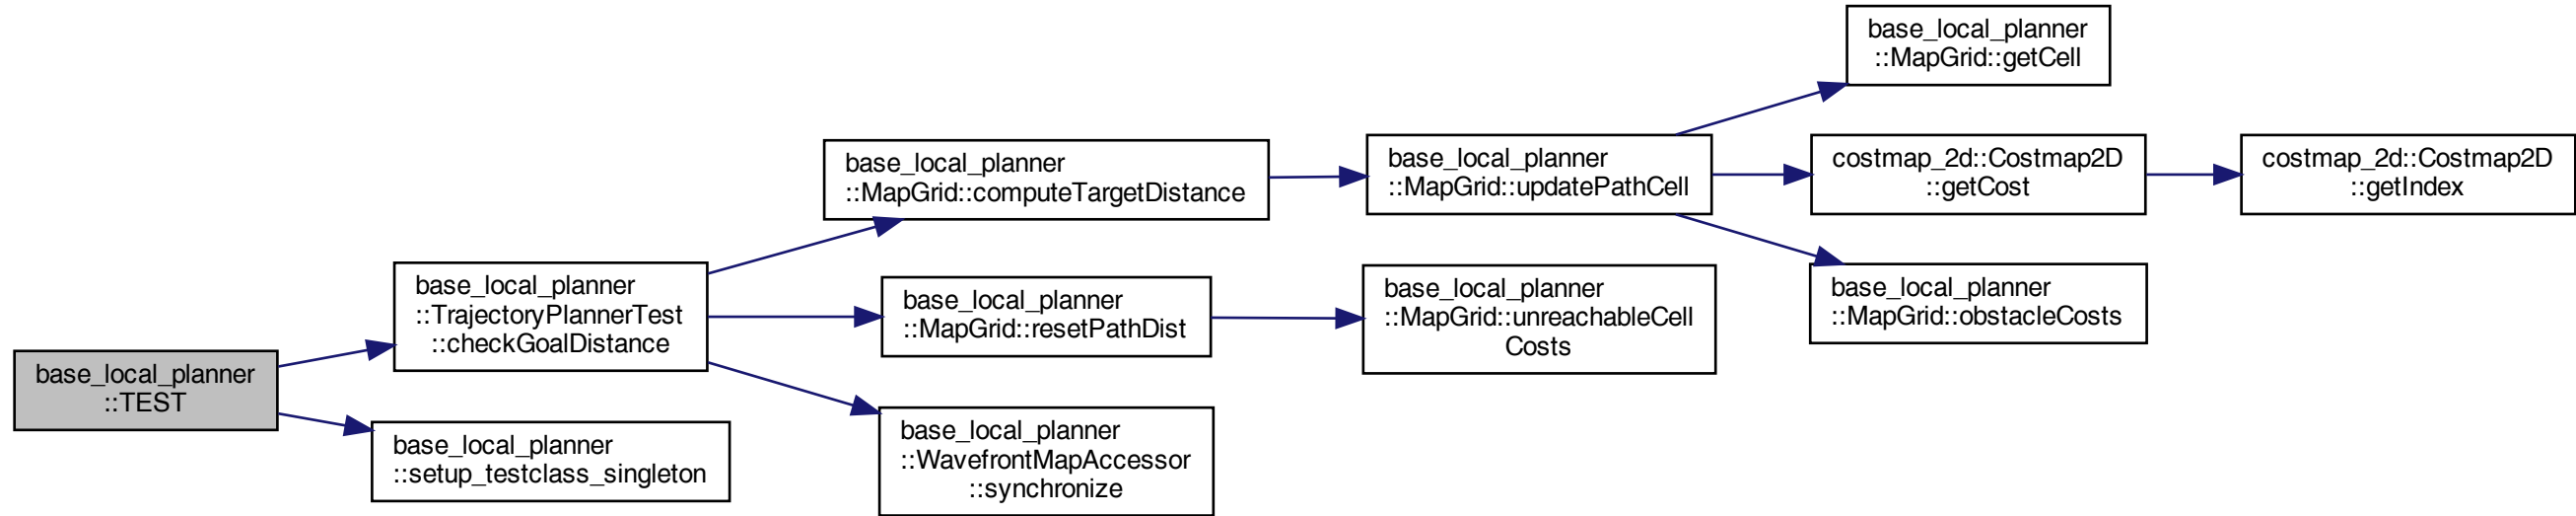 base_local_planner
::TEST
base_local_planner
::TrajectoryPlannerTest
::checkGoalDistance
base_local_planner
::setup_testclass_singleton
base_local_planner
::MapGrid::computeTargetDistance
base_local_planner
::MapGrid::resetPathDist
base_local_planner
::WavefrontMapAccessor
::synchronize
base_local_planner
::MapGrid::updatePathCell
base_local_planner
::MapGrid::unreachableCell
Costs
base_local_planner
::MapGrid::getCell
costmap_2d::Costmap2D
::getCost
base_local_planner
::MapGrid::obstacleCosts
costmap_2d::Costmap2D
::getIndex